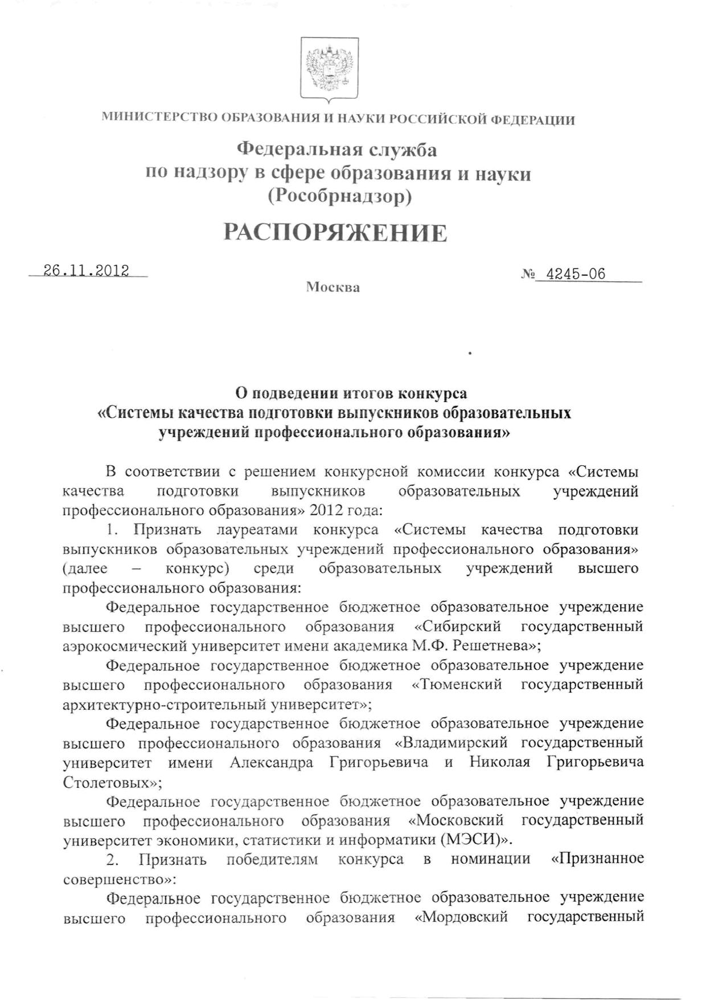 МИНИСТЕРСТВО ОБРАЗОВАНИЯ И НАУКИ РОССИЙСКОЙ ФЕДЕРАЦИИ
Федеральная служба
по надзору в сфере образования и науки
(Рособрнадзор)
РАСПОРЯЖЕНИЕ
26.11.2012
№ 4245-06
Москва
О подведении итогов конкурса
«Системы качества подготовки выпускников образовательных
учреждений профессионального образования»
В соответствии с решением конкурсной комиссии конкурса «Системы
качества подготовки выпускников образовательных учреждений
профессионального образования» 2012 года:
1. Признать лауреатами конкурса «Системы качества подготовки
выпускников образовательных учреждений профессионального образования»
(далее – конкурс) среди образовательных учреждений высшего
профессионального образования:
Федеральное государственное бюджетное образовательное учреждение
высшего профессионального образования «Сибирский государственный
аэрокосмический университет имени академика М.Ф. Решетнева»;
Федеральное государственное бюджетное образовательное учреждение
высшего профессионального образования «Тюменский государственный
архитектурно-строительный университет»;
Федеральное государственное бюджетное образовательное учреждение
высшего профессионального образования «Владимирский государственный
университет имени Александра Григорьевича и Николая Григорьевича
Столетовых»;
Федеральное государственное бюджетное образовательное учреждение
высшего профессионального образования «Московский государственный
университет экономики, статистики и информатики (МЭСИ)».
2. Признать победителям конкурса в номинации «Признанное
совершенство»:
Федеральное государственное бюджетное образовательное учреждение
высшего профессионального образования «Мордовский государственный